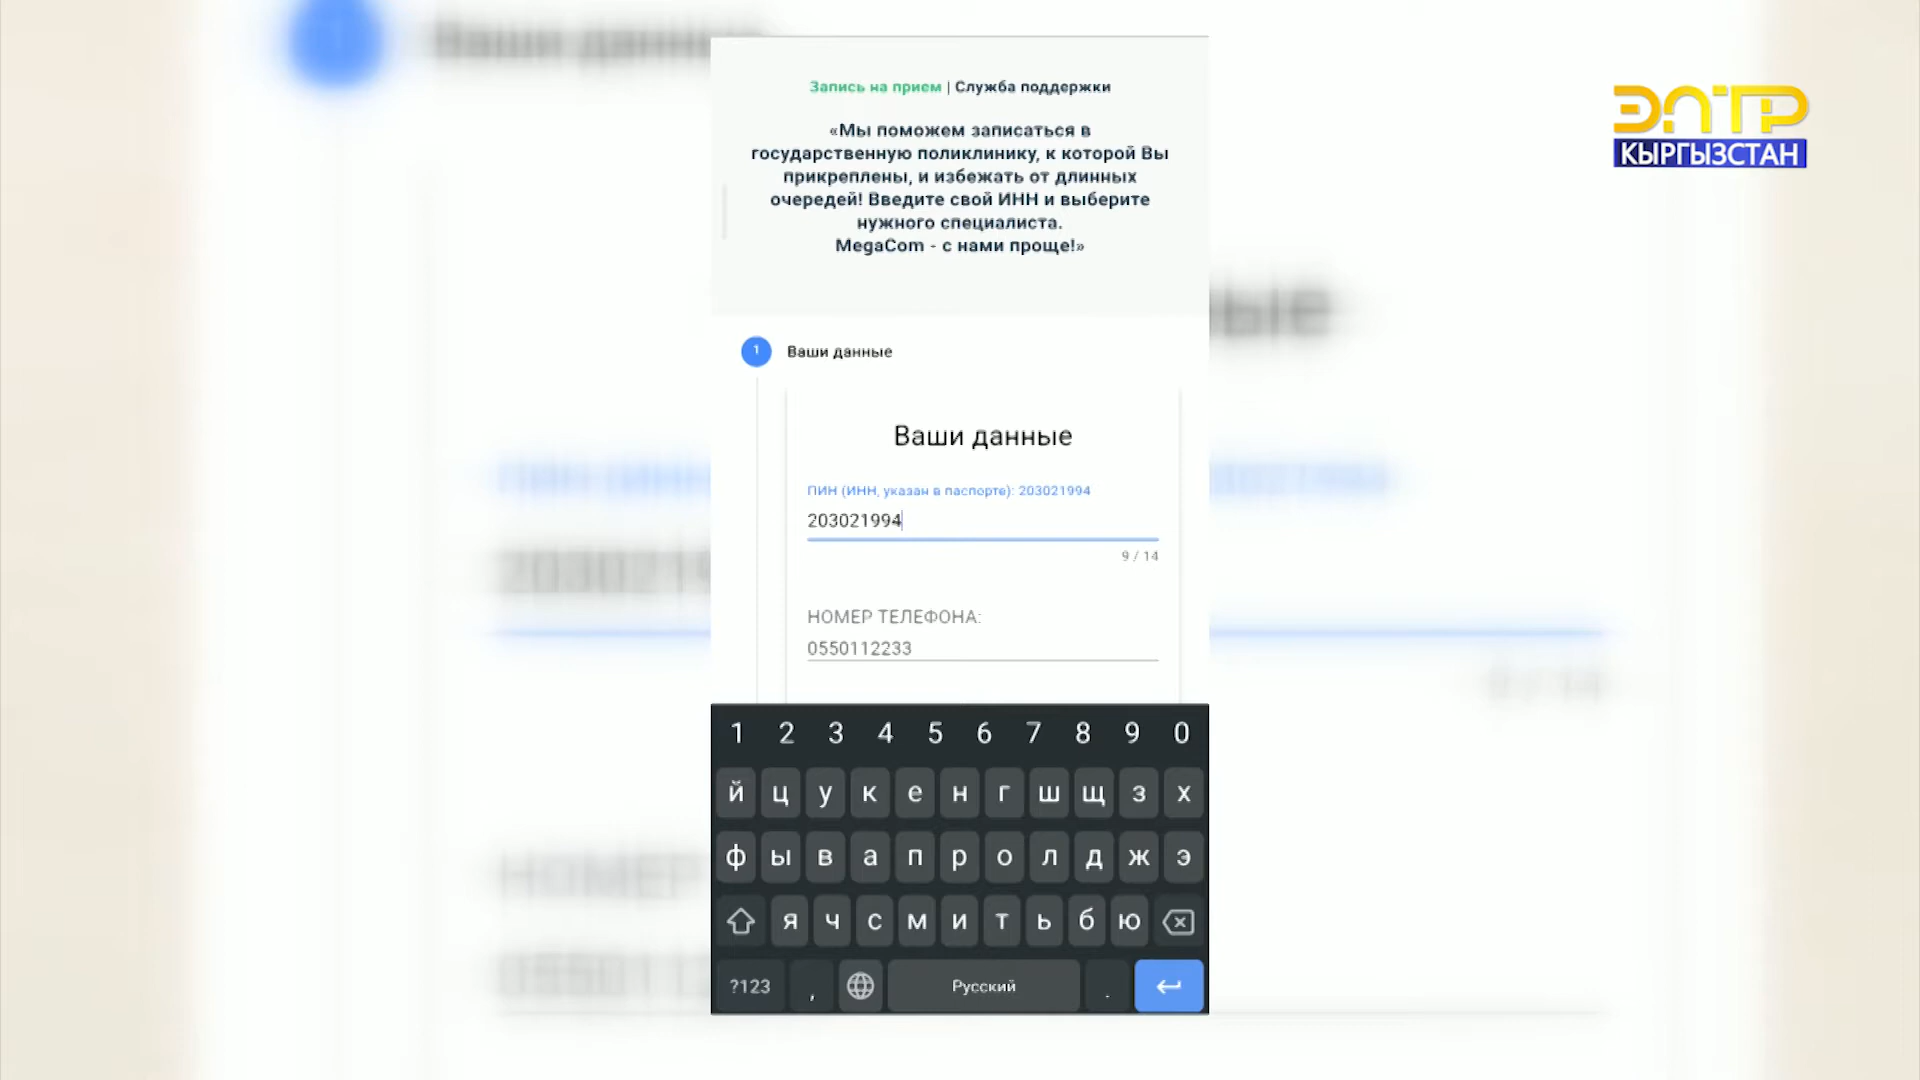 Запись на прием | Служба поддержки
«Мы поможем записаться в
государственную поликлинику, к которой Вы
прикреплены, и избежать от длинных
очередей! Введите свой ИНН и выберите
нужного специалиста.
MegaCom - с нами проще!»
ЭЛТР
КЫРГЫЗСТАН
1 Ваши данные
Ваши данные
ПИН (ИНН, указан в паспорте): 203021994
203021994
9 / 14
НОМЕР ТЕЛЕФОНА:
0550112233
1 2 3 4 5 6 7 8 9 0
й ц у к е н г ш щ з х
ф ы в а п р о л д ж э
я ч с м и т ь б ю
?123 , Русский .